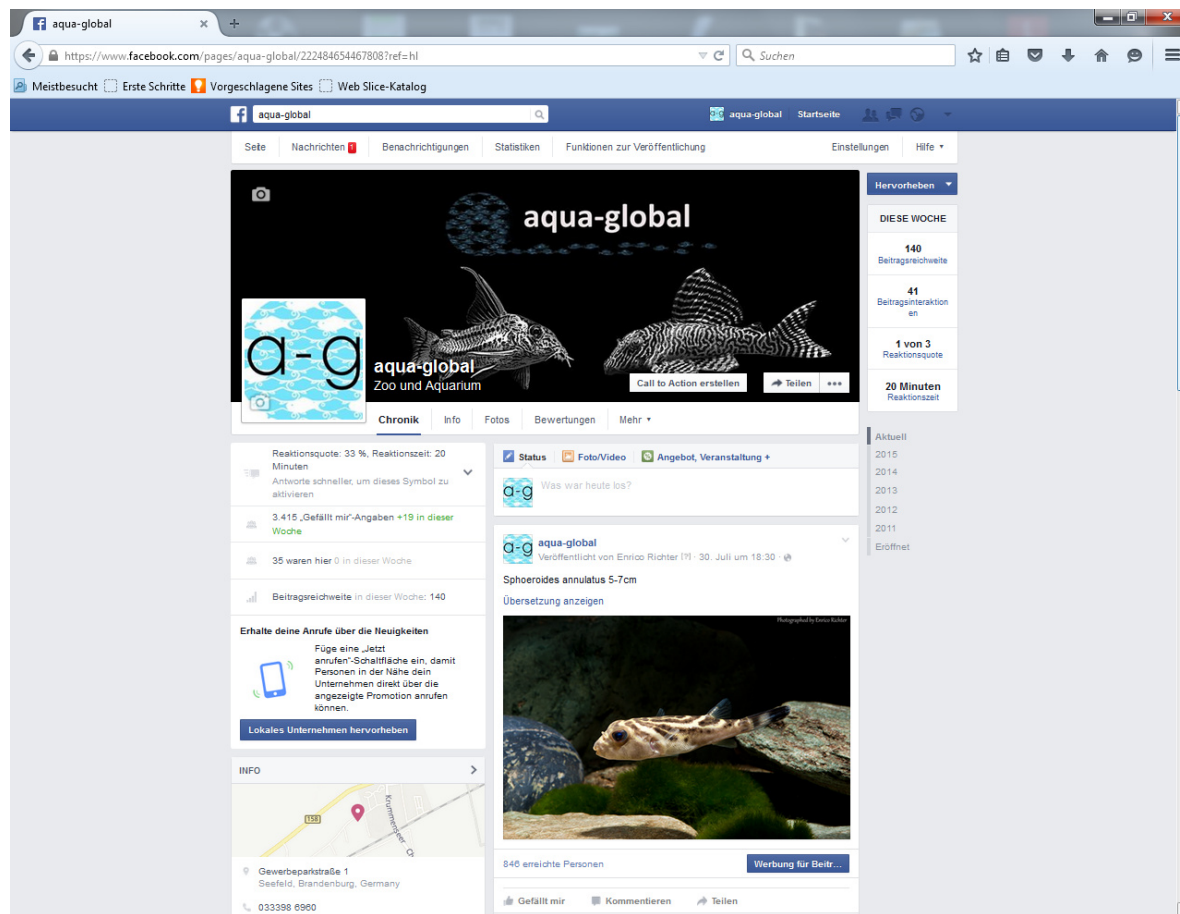 aqua-global
https://www.facebook.com/pages/aqua-global/222484654467808?ref=hl
Suchen
Meistbesucht
Erste Schritte
Vorgeschlagene Sites
Web Slice-Katalog
aqua-global
aqua-global
Startseite
Seite
Nachrichten 1
Benachrichtigungen
Statistiken
Funktionen zur Veröffentlichung
Einstellungen
Hilfe
aqua-global
a-g
aqua-global
Zoo und Aquarium
Call to Action erstellen
Teilen
Chronik
Info
Fotos
Bewertungen
Mehr
Hervorheben
DIESE WOCHE
140
Beitragsreichweite
41
Beitragsinteraktion
en
1 von 3
Reaktionsquote
20 Minuten
Reaktionszeit
Aktuell
2015
2014
2013
2012
2011
Eröffnet
Reaktionsquote: 33 %, Reaktionszeit: 20
Minuten
Antworte schneller, um dieses Symbol zu
aktivieren
3.415 „Gefällt mir“-Angaben +19 in dieser
Woche
35 waren hier 0 in dieser Woche
Beitragsreichweite in dieser Woche: 140
Erhalte deine Anrufe über die Neuigkeiten
Füge eine „Jetzt
anrufen“-Schaltfläche ein, damit
Personen in der Nähe dein
Unternehmen direkt über die
angezeigte Promotion anrufen
können.
Lokales Unternehmen hervorheben
INFO
158
Krummenseer
Gewerbeparkstraße 1
Seefeld, Brandenburg, Germany
033398 6960
Status
Foto/Video
Angebot, Veranstaltung +
a-g
Was war heute los?
a-g
aqua-global
Veröffentlicht von Enrico Richter [?] · 30. Juli um 18:30 ·
Sphoeroides annulatus 5-7cm
Übersetzung anzeigen
Photographed by Enrico Richter
846 erreichte Personen
Werbung für Beitr...
Gefällt mir
Kommentieren
Teilen